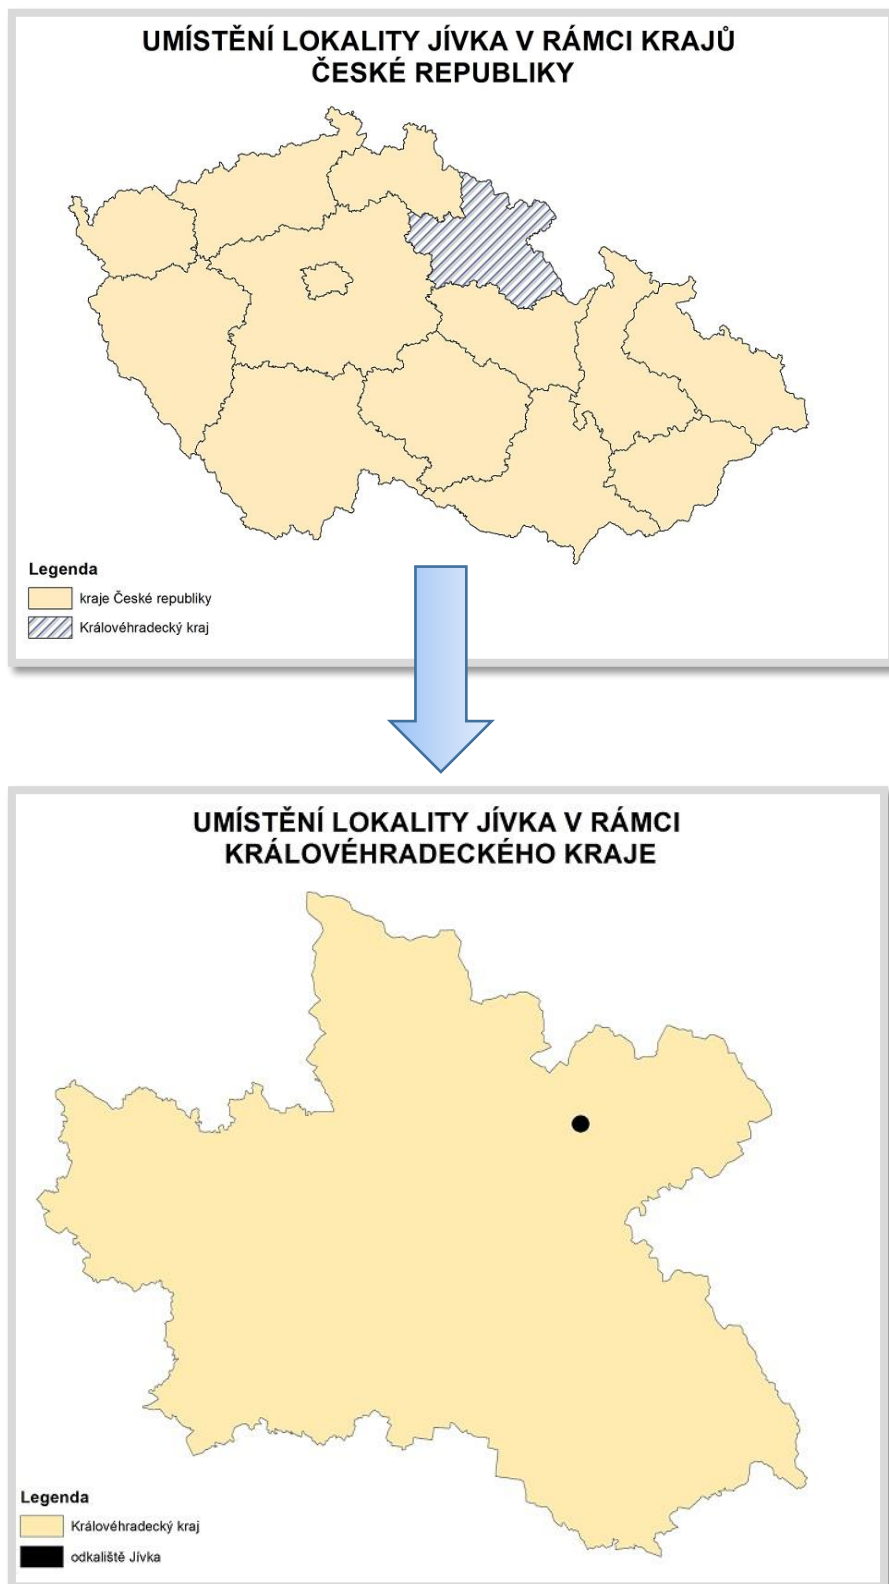 UMÍSTĚNÍ LOKALITY JÍVKA V RÁMCI KRAJŮ
ČESKÉ REPUBLIKY
Legenda
kraje České republiky
Královéhradecký kraj
UMÍSTĚNÍ LOKALITY JÍVKA V RÁMCI
KRÁLOVÉHRADECKÉHO KRAJE
Legenda
Královéhradecký kraj
odkaliště Jívka